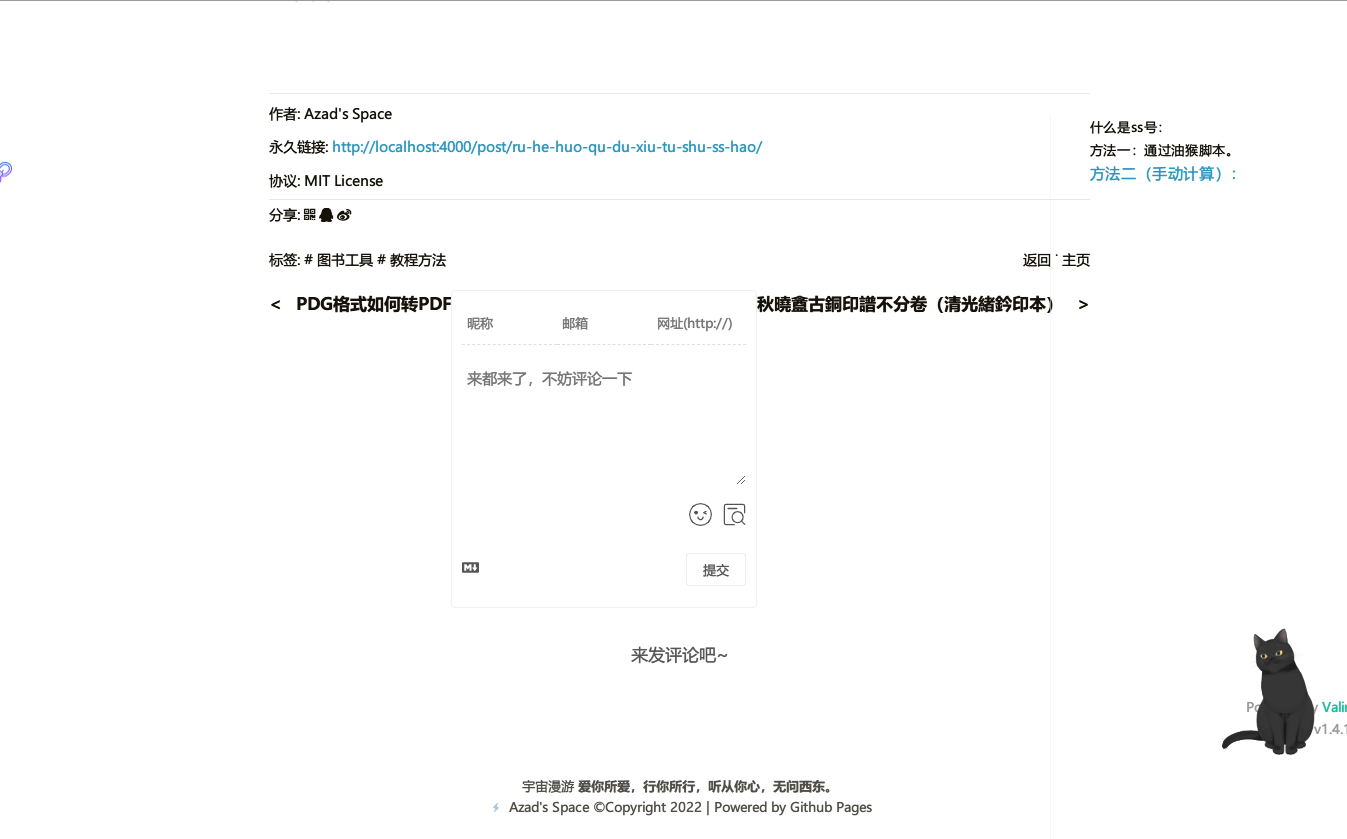 作者: Azad's Space
永久链接: http://localhost:4000/post/ru-he-huo-qu-du-xiu-tu-shu-ss-hao/
协议: MIT License
分享:
标签: # 图书工具 # 教程方法
返回 · 主页
< PDG格式如何转PDF
秋曉盦古銅印譜不分卷（清光緒鈐印本） >
昵称 邮箱 网址(http://)
来都来了，不妨评论一下
M↓
提交
来发评论吧~
什么是ss号：
方法一：通过油猴脚本。
方法二（手动计算）：
v1.4.1
宇宙漫游 爱你所爱，行你所行，听从你心，无问西东。
Azad's Space ©Copyright 2022 | Powered by Github Pages